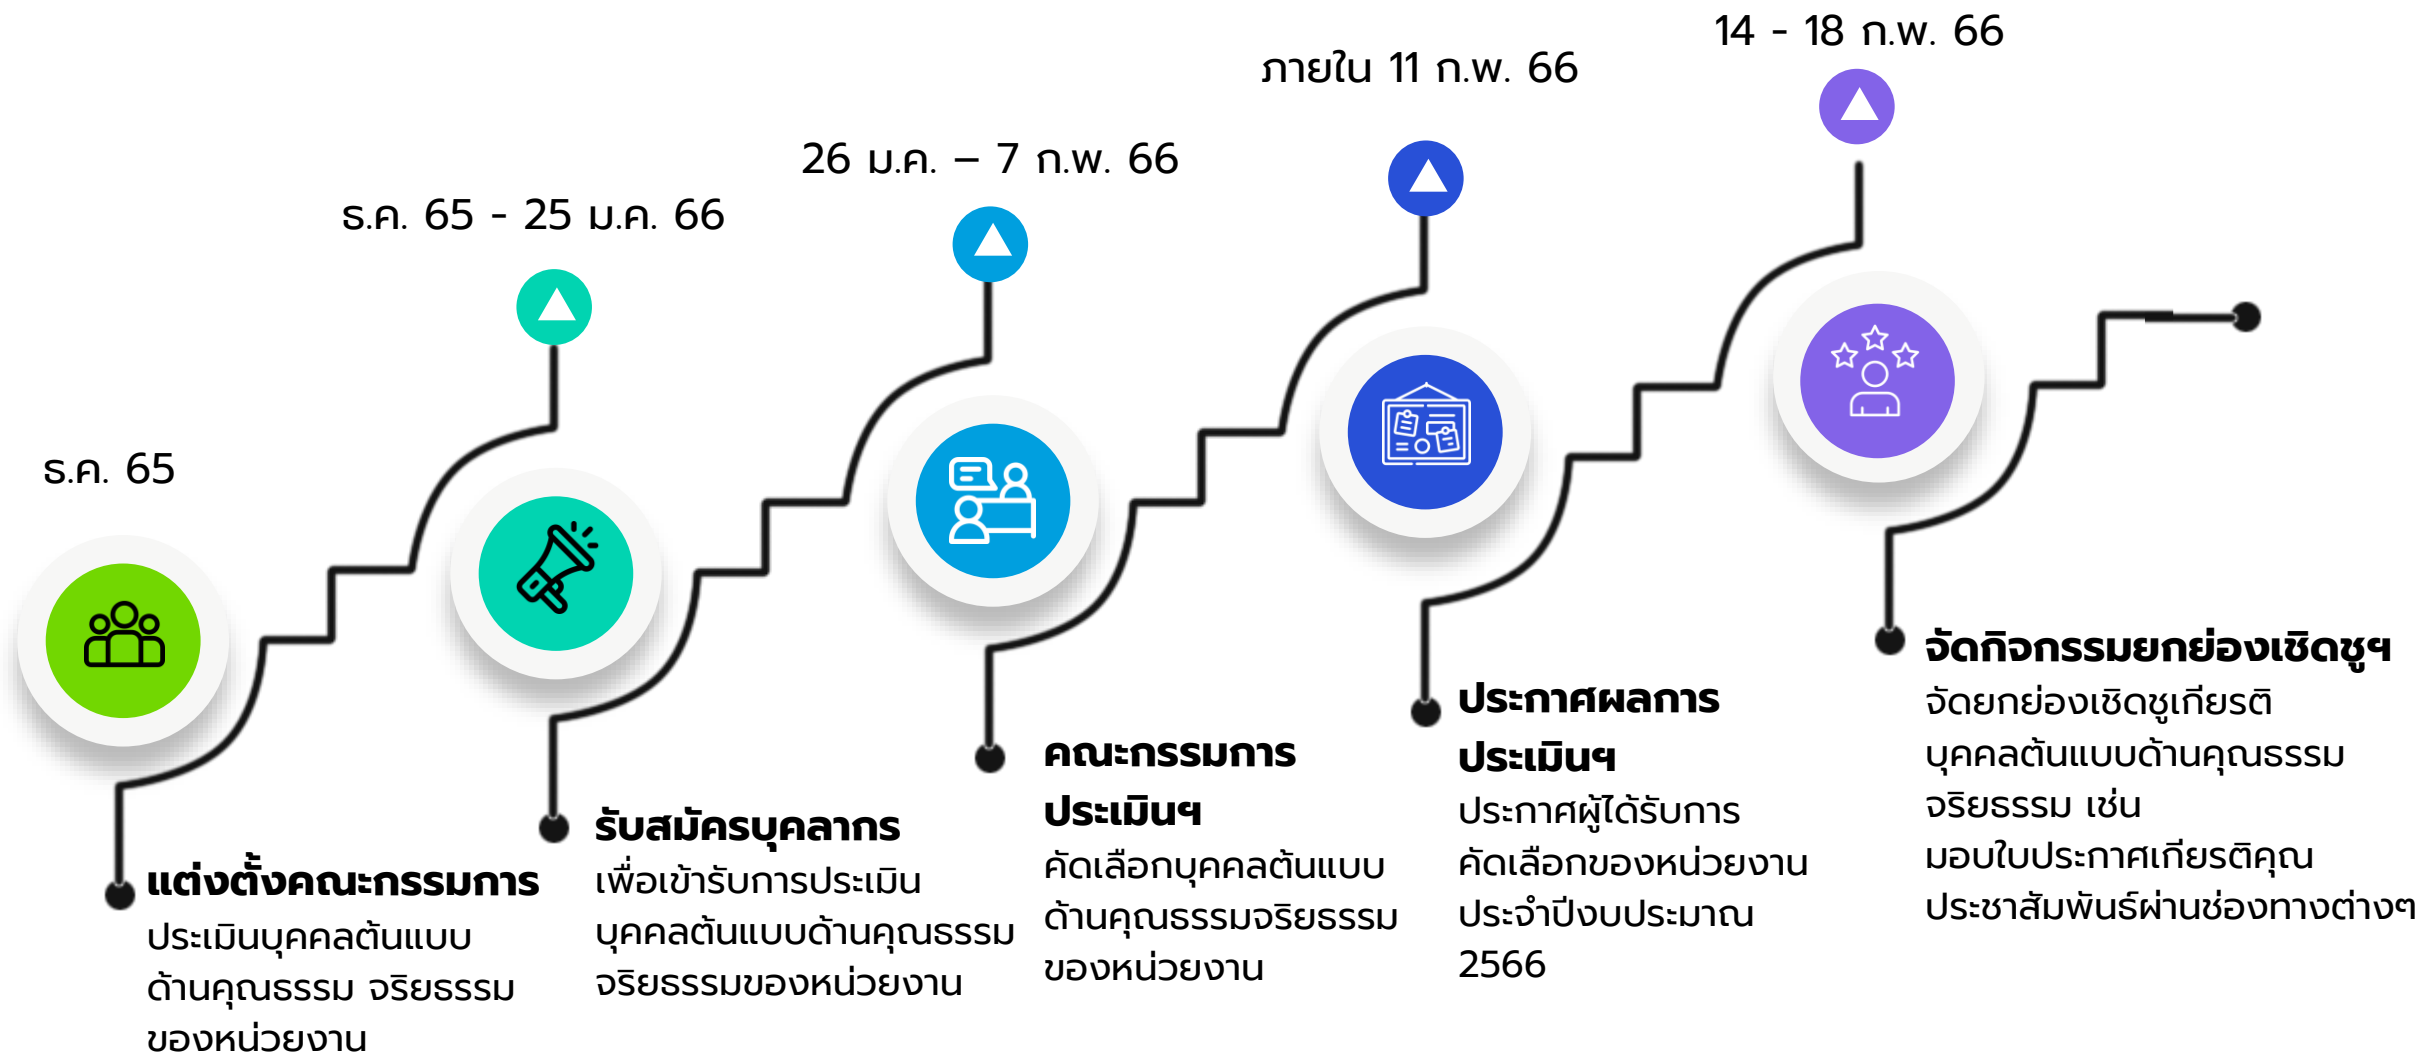 ธ.ค. 65
แต่งตั้งคณะกรรมการ
ประเมินบุคคลต้นแบบ
ด้านคุณธรรม จริยธรรม
ของหน่วยงาน
ธ.ค. 65 - 25 ม.ค. 66
รับสมัครบุคลากร
เพื่อเข้ารับการประเมิน
บุคคลต้นแบบด้านคุณธรรม
จริยธรรมของหน่วยงาน
26 ม.ค. – 7 ก.พ. 66
คณะกรรมการ
ประเมินฯ
คัดเลือกบุคคลต้นแบบ
ด้านคุณธรรมจริยธรรม
ของหน่วยงาน
ภายใน 11 ก.พ. 66
ประกาศผลการ
ประเมินฯ
ประกาศผู้ได้รับการ
คัดเลือกของหน่วยงาน
ประจำปีงบประมาณ
2566
14 - 18 ก.พ. 66
จัดกิจกรรมยกย่องเชิดชูฯ
จัดยกย่องเชิดชูเกียรติ
บุคคลต้นแบบด้านคุณธรรม
จริยธรรม เช่น
มอบใบประกาศเกียรติคุณ
ประชาสัมพันธ์ผ่านช่องทางต่างๆ